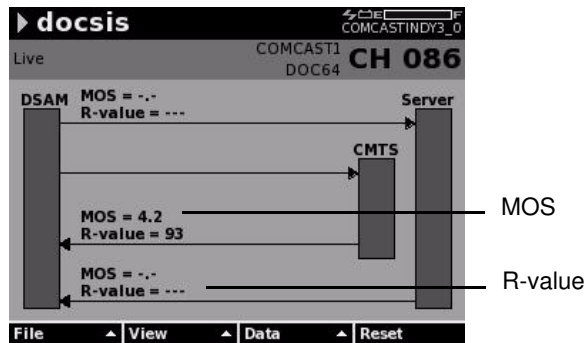 docsis
E F
COMCASTINDY3_0
Live
COMCAST1
DOC64
CH 086
DSAM
MOS = -.-
R-value = ---
Server
CMTS
MOS = 4.2
R-value = 93
MOS
MOS = -.-
R-value = ---
R-value
File
View
Data
Reset